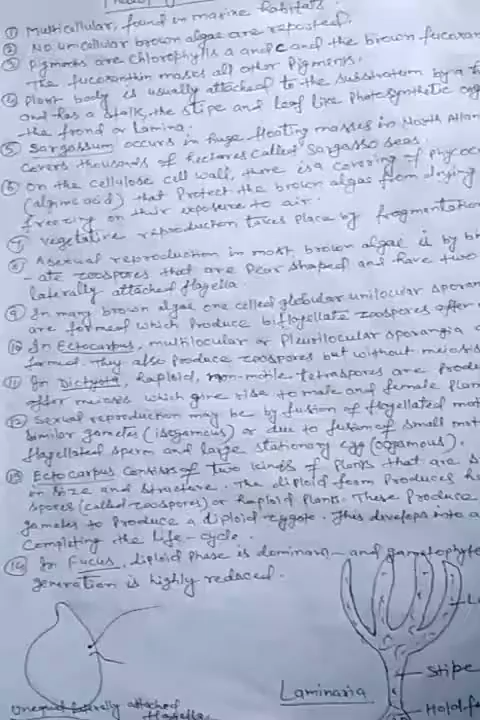 ① Multicellular, found in marine habitats.
② No unicellular brown algae are reported.
③ Pigments are chlorophylls a and c and the brown fucoxan
The fucoxanthin mases all other Pigments.
④ Plant body is usually attached to the substratum by a h
and has a stalk, the stipe and leaf like Photosynthetic org
the frond or lamina.
⑤ Sargassum occurs in huge floating masses in North Atlan
Covers thousands of hectares called Sargasso seas.
⑥ On the cellulose cell wall, there is a covering of Phycoc
(alginic acid) that Protect the brown algae from drying
freezing on their exposure to air.
⑦ Vegetative reproduction takes place by fragmentation
⑧ Asexual reproduction in most brown algae is by bi
-ate zoospores that are Pear shaped and have two
laterally attached flagella.
⑨ In many brown algae one celled globular unilocular sporan
are formed which Produce biflagellate zoospores after
⑩ In Ectocarpus, multilocular or Plurilocular sporangia a
formed. They also Produce zoospores but without meiosis
⑪ In Dictyota, haploid, non-motile tetraspores are Produ
after meiosis which give rise to male and female Plan
⑫ Sexual reproduction may be by fusion of flagellated mot
similar gametes (isogamous) or due to fusion of small mot
flagellated sperm and large stationary egg (oogamous).
⑬ Ectocarpus consists of two kinds of Plants that are s
in size and structure. The diploid form Produces ha
spores (called zoospores) or haploid Plants. These Produce
gametes to Produce a diploid zygote. This develops into a
Completing the life-cycle.
⑭ In Fucus, diploid phase is dominant and gametophyte
generation is highly reduced.
Stipe
Laminaria
Hold-f
attached
flagella.